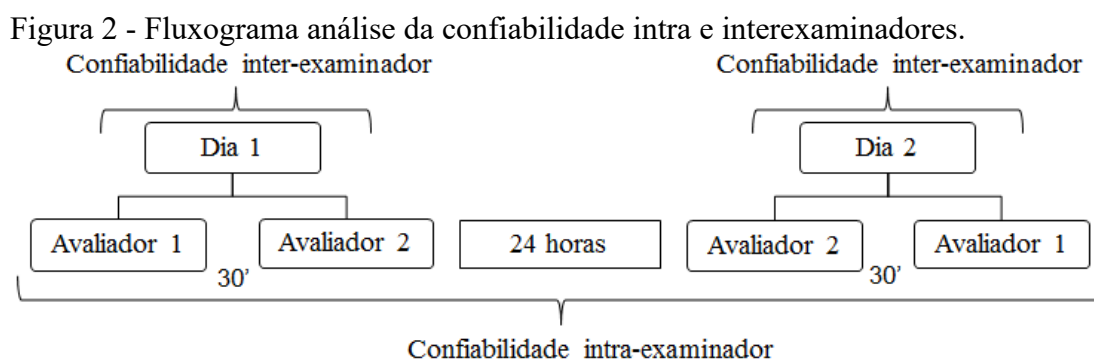 Figura 2 - Fluxograma análise da confiabilidade intra e interexaminadores.
Confiabilidade inter-examinador
Confiabilidade inter-examinador
Dia 1
Dia 2
Avaliador 1
Avaliador 2
24 horas
Avaliador 2
Avaliador 1
30'
30'
Confiabilidade intra-examinador